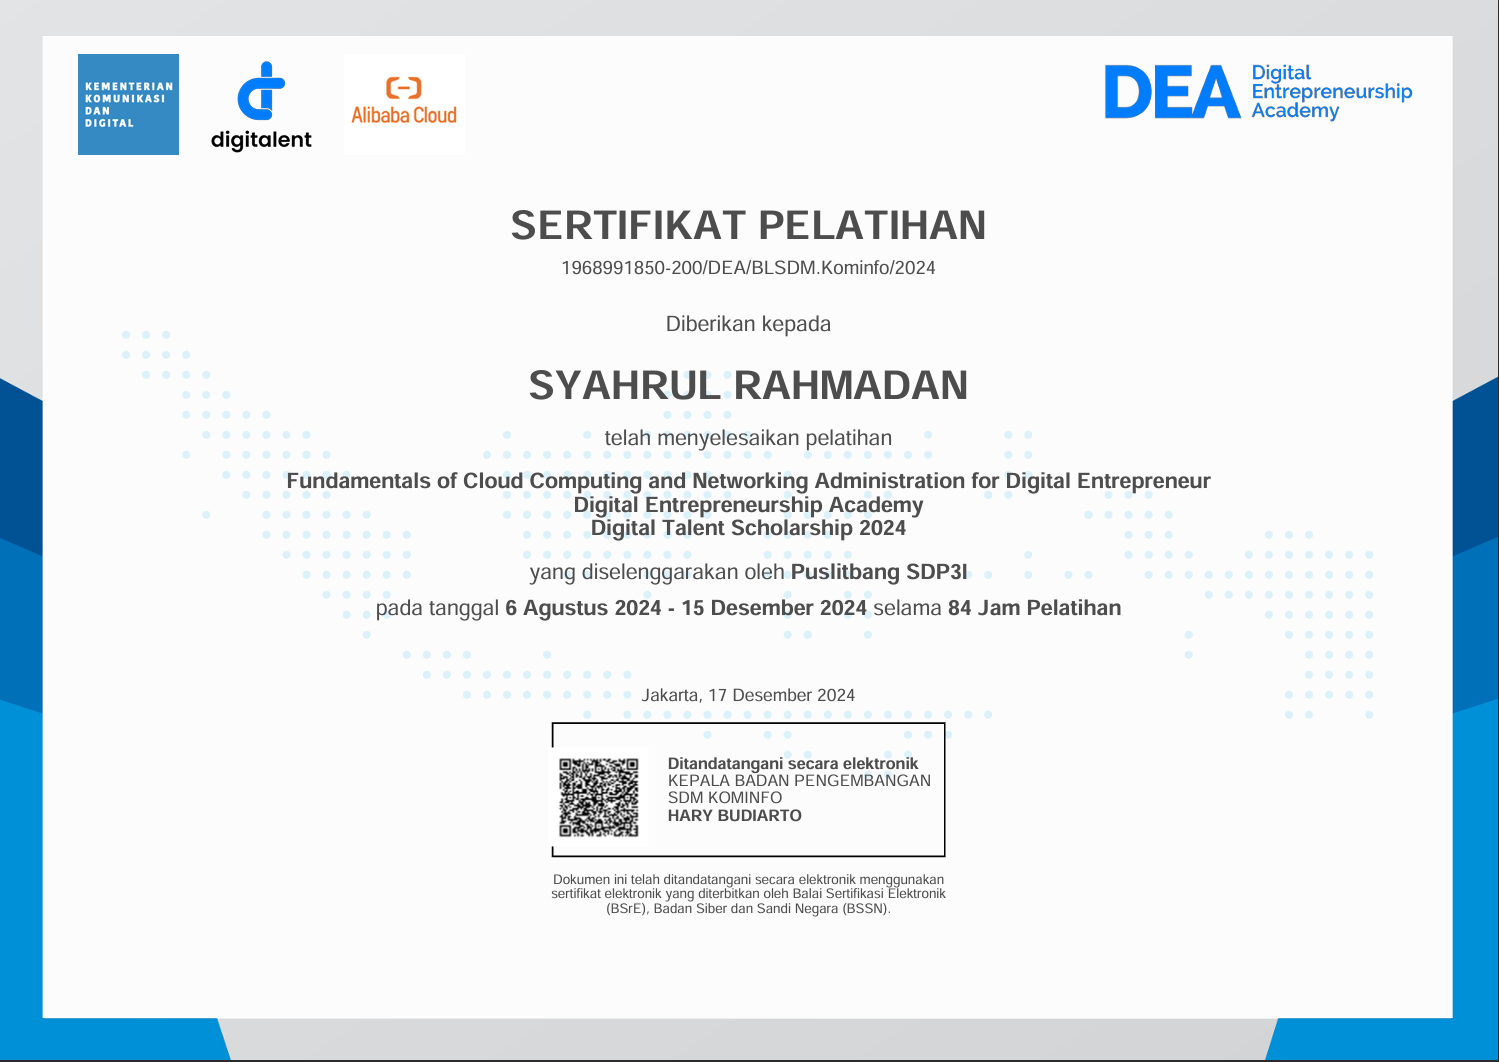 KEMENTERIAN
KOMUNIKASI
DAN
DIGITAL
digitalent
Alibaba Cloud
DEA
Digital
Entrepreneurship
Academy
SERTIFIKAT PELATIHAN
1968991850-200/DEA/BLSDM.Kominfo/2024
Diberikan kepada
SYAHRUL RAHMADAN
telah menyelesaikan pelatihan
Fundamentals of Cloud Computing and Networking Administration for Digital Entrepreneur
Digital Entrepreneurship Academy
Digital Talent Scholarship 2024
yang diselenggarakan oleh Puslitbang SDP3I
pada tanggal 6 Agustus 2024 - 15 Desember 2024 selama 84 Jam Pelatihan
Jakarta, 17 Desember 2024
Ditandatangani secara elektronik
KEPALA BADAN PENGEMBANGAN
SDM KOMINFO
HARY BUDIARTO
Dokumen ini telah ditandatangani secara elektronik menggunakan
sertifikat elektronik yang diterbitkan oleh Balai Sertifikasi Elektronik
(BSrE), Badan Siber dan Sandi Negara (BSSN).